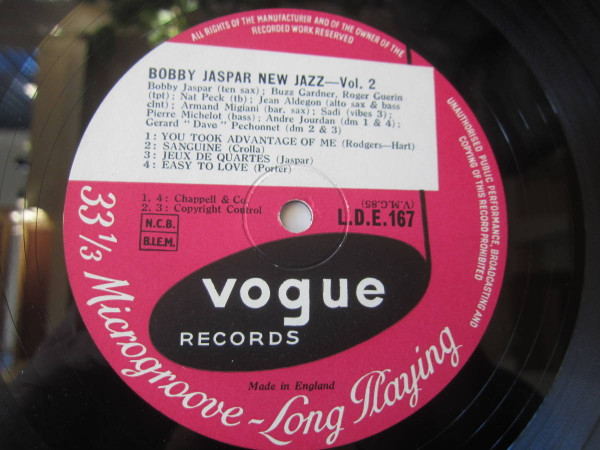 ALL RIGHTS OF THE MANUFACTURER AND OF THE OWNER OF THE
RECORDED WORK RESERVED
BOBBY JASPAR NEW JAZZ—Vol. 2
Bobby Jaspar (ten sax); Buzz Gardner, Roger Guerin
(tpt); Nat Peck (tb); Jean Aldegon (alto sax & bass
clnt); Armand Migiani (bar. sax); Sadi (vibes 3);
Pierre Michelot (bass); Andre Jourdan (dm 1 & 4);
Gerard "Dave" Pechonnet (dm 2 & 3)
1: YOU TOOK ADVANTAGE OF ME (Rodgers—Hart)
2: SANGUINE (Crolla)
3: JEUX DE QUARTES (Jaspar)
4: EASY TO LOVE (Porter)
1. 4: Chappell & Co.
2. 3: Copyright Control
N.C.B.
B.I.E.M.
(V.M.G.85)
L.D.E.167
UNAUTHORISED PUBLIC PERFORMANCE, BROADCASTING AND
COPYING OF THIS RECORD PROHIBITED
vogue
RECORDS
Made in England
33 1/3 Microgroove - Long Playing